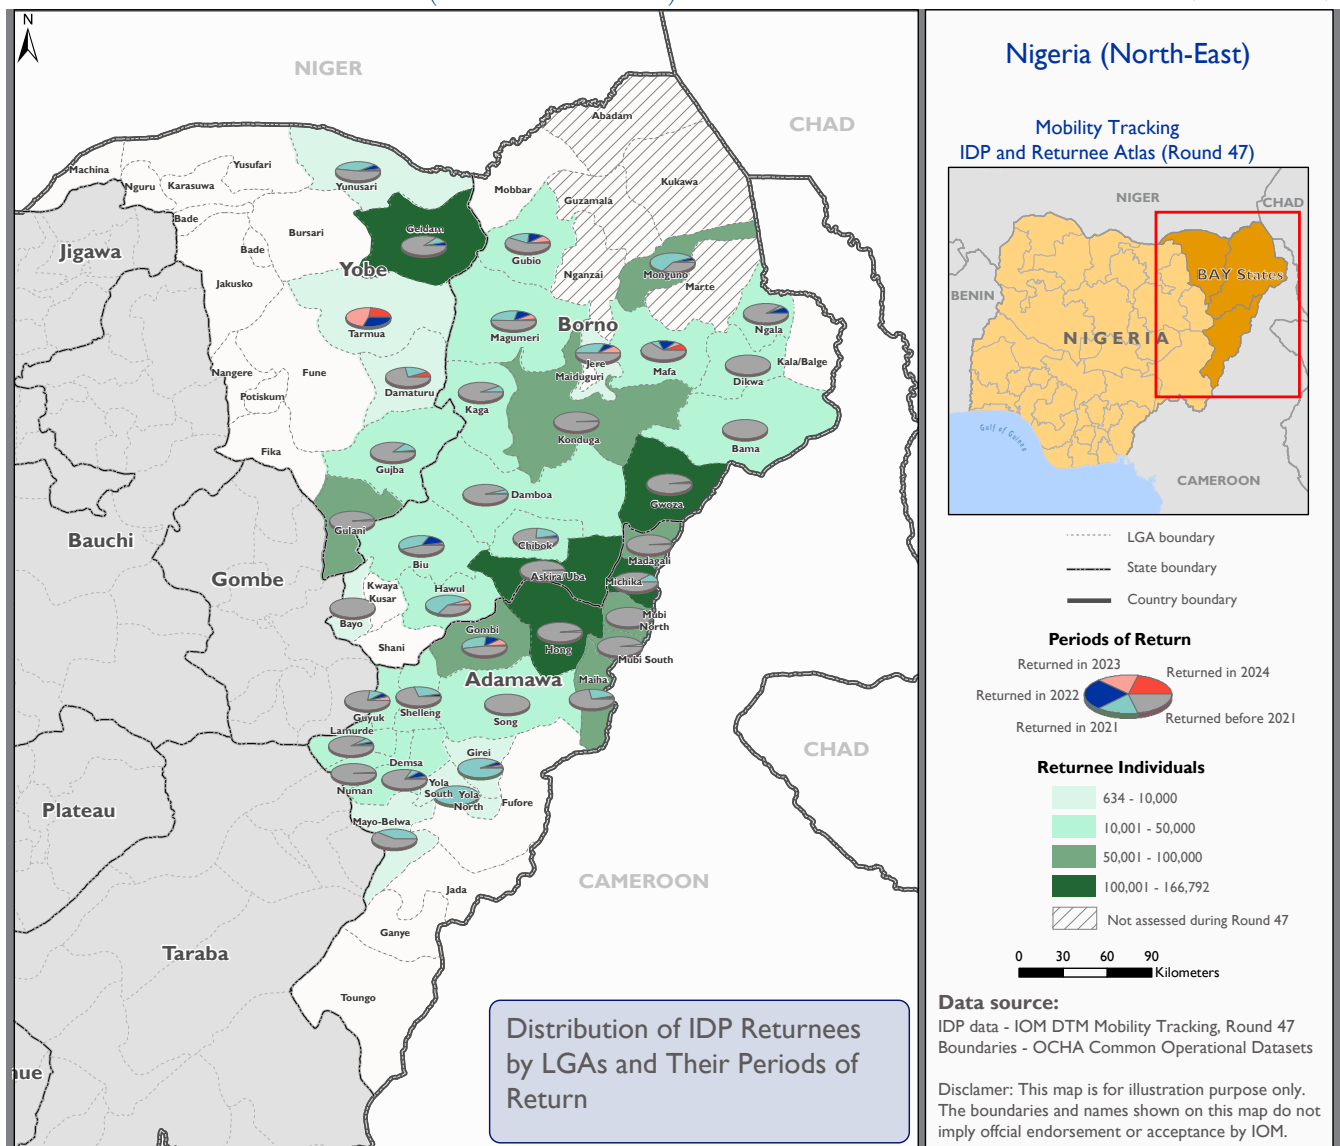 N
NIGER
CHAD
Abadam
Machina
Yusufari
Nguru
Karasuwa
Yunusari
Mobbar
Kukawa
Guzamala
Bade
Jigawa
Bursari
Geidam
Bade
Yobe
Gubio
Nganzai
Monguno
Marte
Jakusko
Tarmua
Magumeri
Borno
Ngala
Jere
Mafa
Maiduguri
Dikwa
Kala/Balge
Nangere
Fune
Damaturu
Potiskum
Kaga
Konduga
Bama
Fika
Gujba
Damboa
Gwoza
Gulani
Bauchi
Chibok
Madagali
Biu
Askira/Uba
Michika
Gombe
Kwaya
Kusar
Hawul
Bayo
Mubi
North
Gombi
Shani
Hong
Mubi South
Adamawa
Maiha
Guyuk
Shelleng
Song
Lamurde
Girei
Demsa
Numan
Yola
South
Yola
North
Fufore
Plateau
Mayo-Belwa
CHAD
CAMEROON
Jada
Ganye
Taraba
Toungo
nue
Distribution of IDP Returnees
by LGAs and Their Periods of
Return
Nigeria (North-East)
Mobility Tracking
IDP and Returnee Atlas (Round 47)
NIGER
CHAD
BAY States
BENIN
NIGERIA
Gulf of Guinea
CAMEROON
LGA boundary
State boundary
Country boundary
Periods of Return
Returned in 2023
Returned in 2024
Returned in 2022
Returned before 2021
Returned in 2021
Returnee Individuals
634 - 10,000
10,001 - 50,000
50,001 - 100,000
100,001 - 166,792
Not assessed during Round 47
0 30 60 90
Kilometers
Data source:
IDP data - IOM DTM Mobility Tracking, Round 47
Boundaries - OCHA Common Operational Datasets
Disclamer: This map is for illustration purpose only.
The boundaries and names shown on this map do not
imply offcial endorsement or acceptance by IOM.